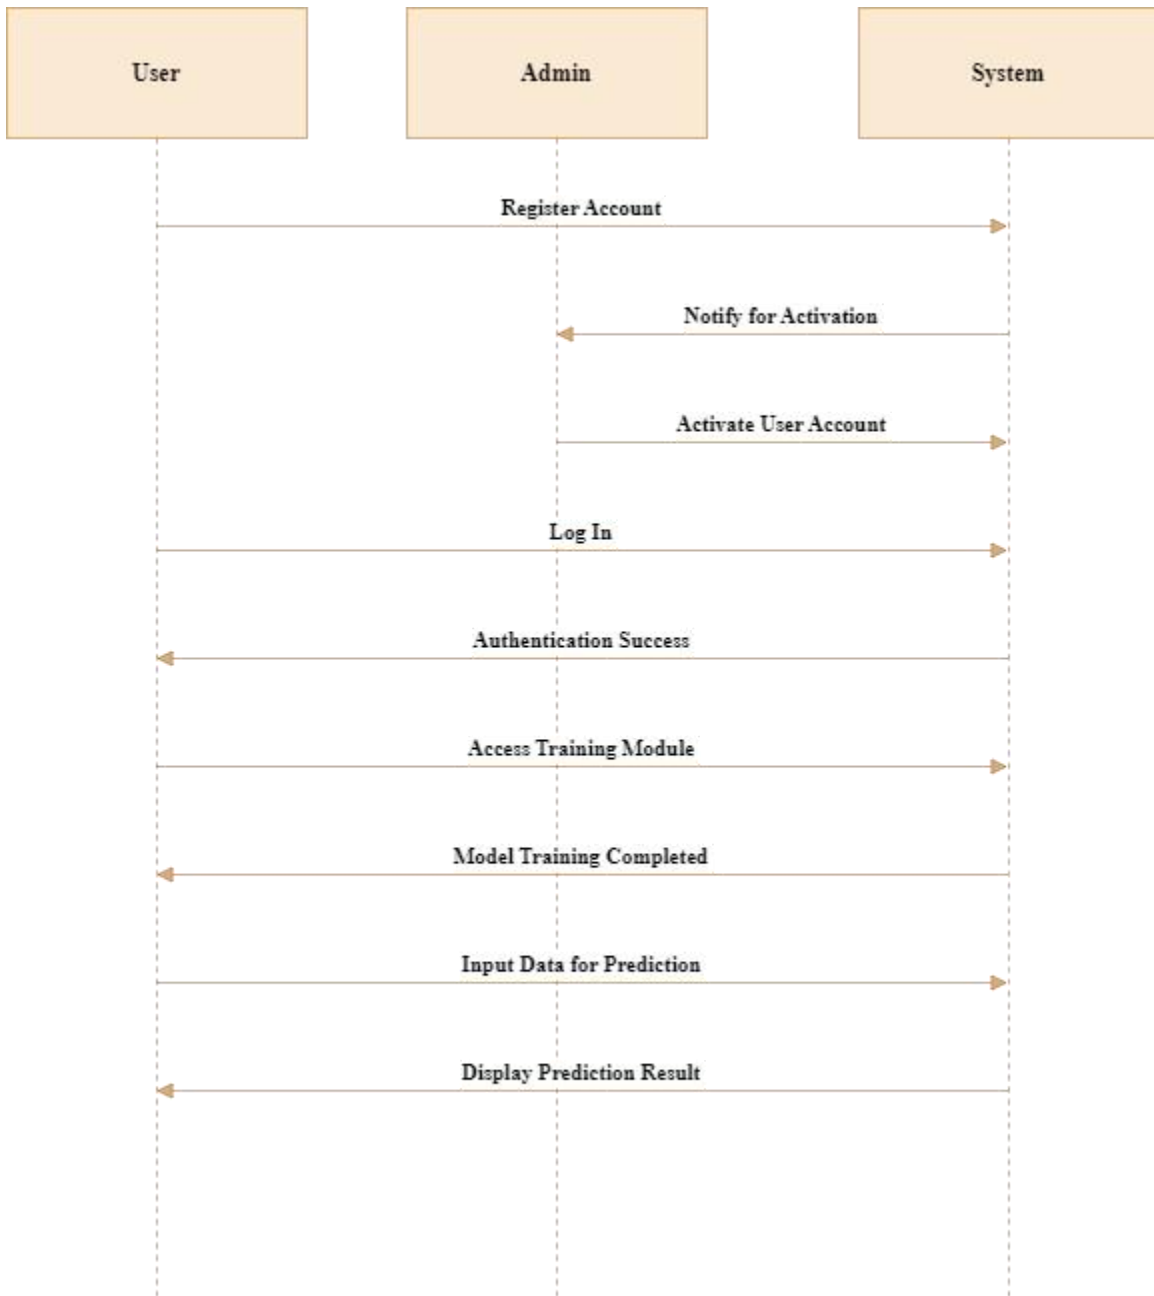 User
Admin
System
Register Account
Notify for Activation
Activate User Account
Log In
Authentication Success
Access Training Module
Model Training Completed
Input Data for Prediction
Display Prediction Result